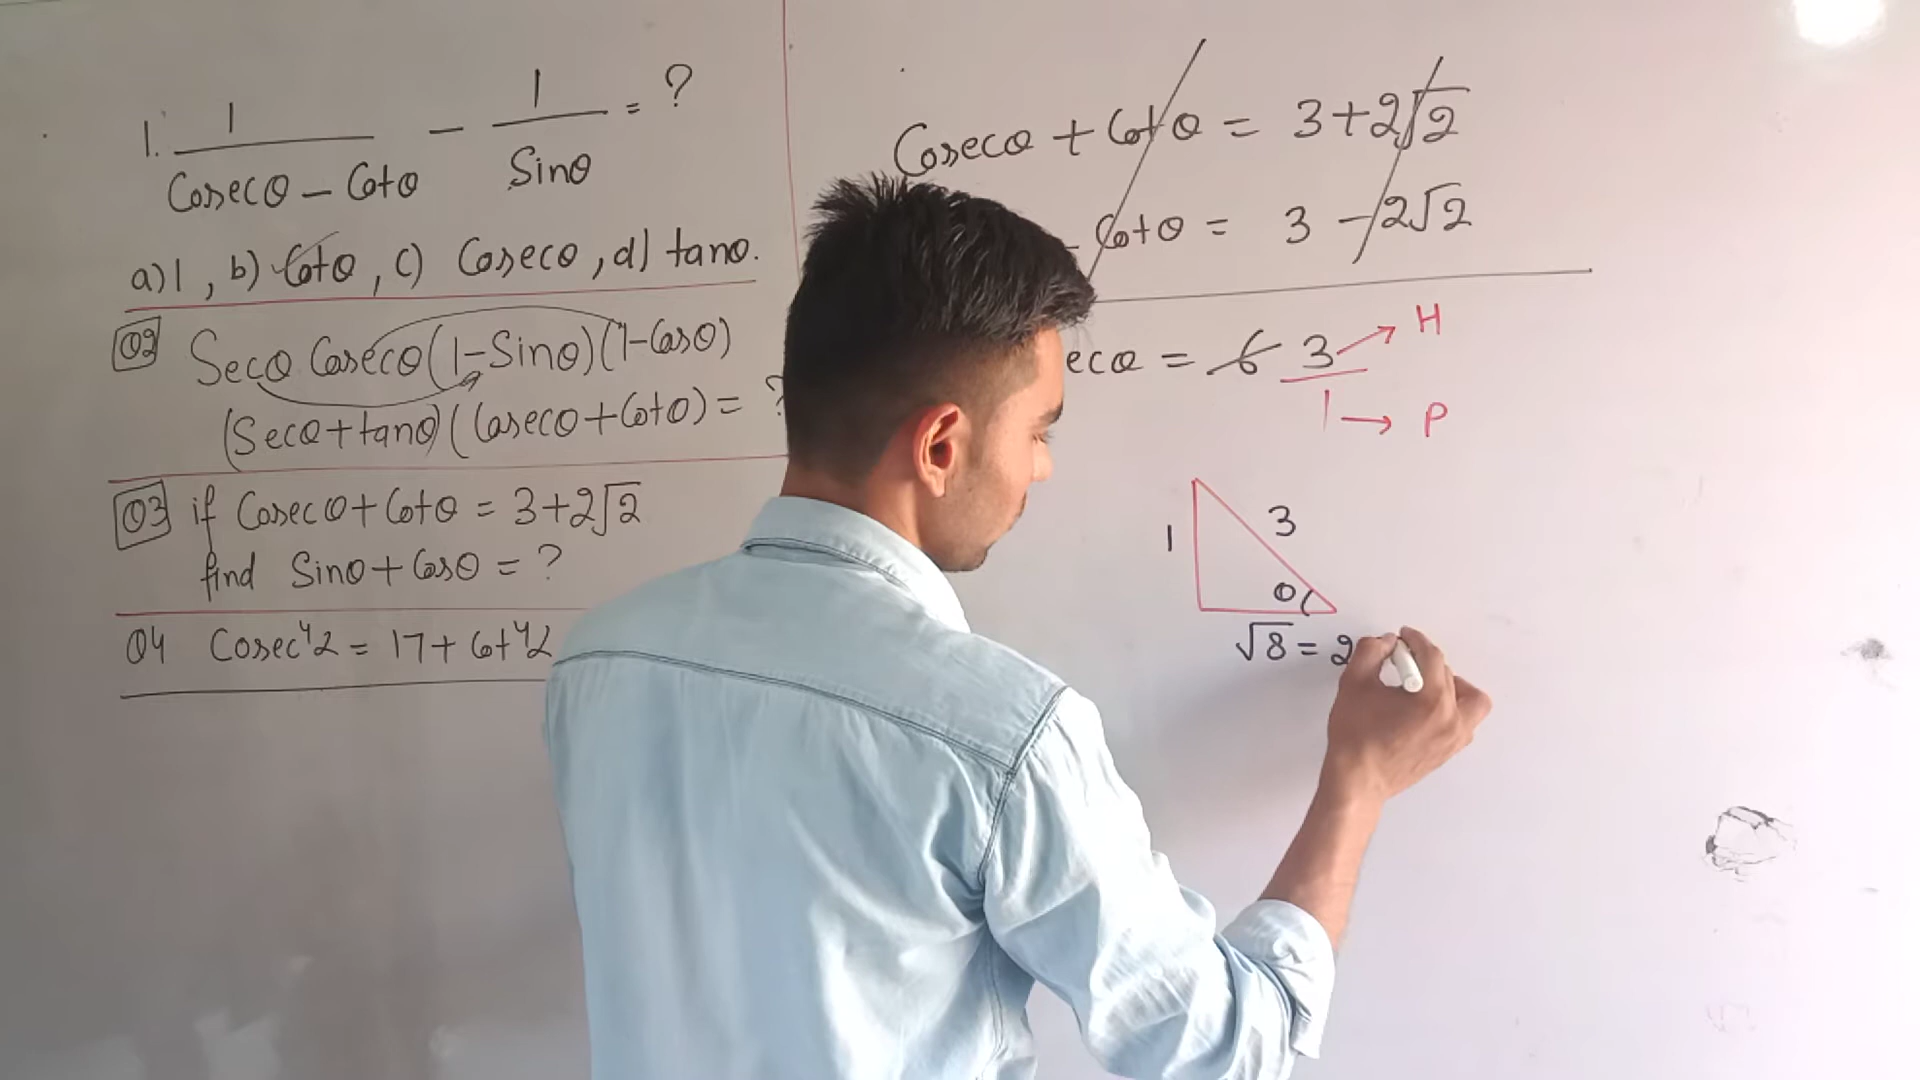 1. 1/(Cosecθ - Cotθ) - 1/Sinθ = ?
a) 1, b) Cotθ, c) Cosecθ, d) tanθ.
Q2 Secθ Cosecθ (1-Sinθ)(1-Cosθ)
(Secθ+tanθ)(Cosecθ+Cotθ) = ?
Q3 if Cosecθ+Cotθ = 3+2√2
find Sinθ+Cosθ = ?
Q4 Cosec⁴2 = 17+Cot⁴2
Cosecθ + Cotθ = 3+2√2
- Cotθ = 3 - 2√2
ecθ = 6 3 → H
1 → P
1 3
θ
√8 = 2